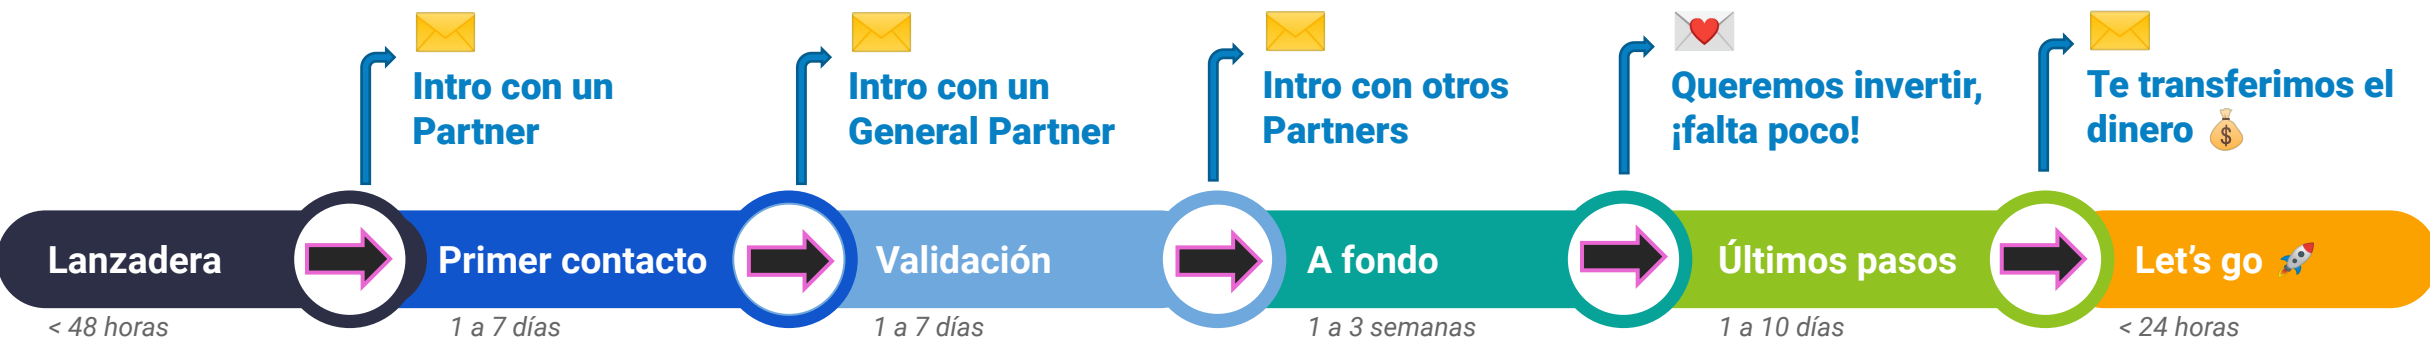 Intro con un
Partner
Intro con un
General Partner
Intro con otros
Partners
Queremos invertir,
¡falta poco!
Te transferimos el
dinero
Lanzadera
Primer contacto
Validación
A fondo
Últimos pasos
Let's go
< 48 horas
1 a 7 días
1 a 7 días
1 a 3 semanas
1 a 10 días
< 24 horas